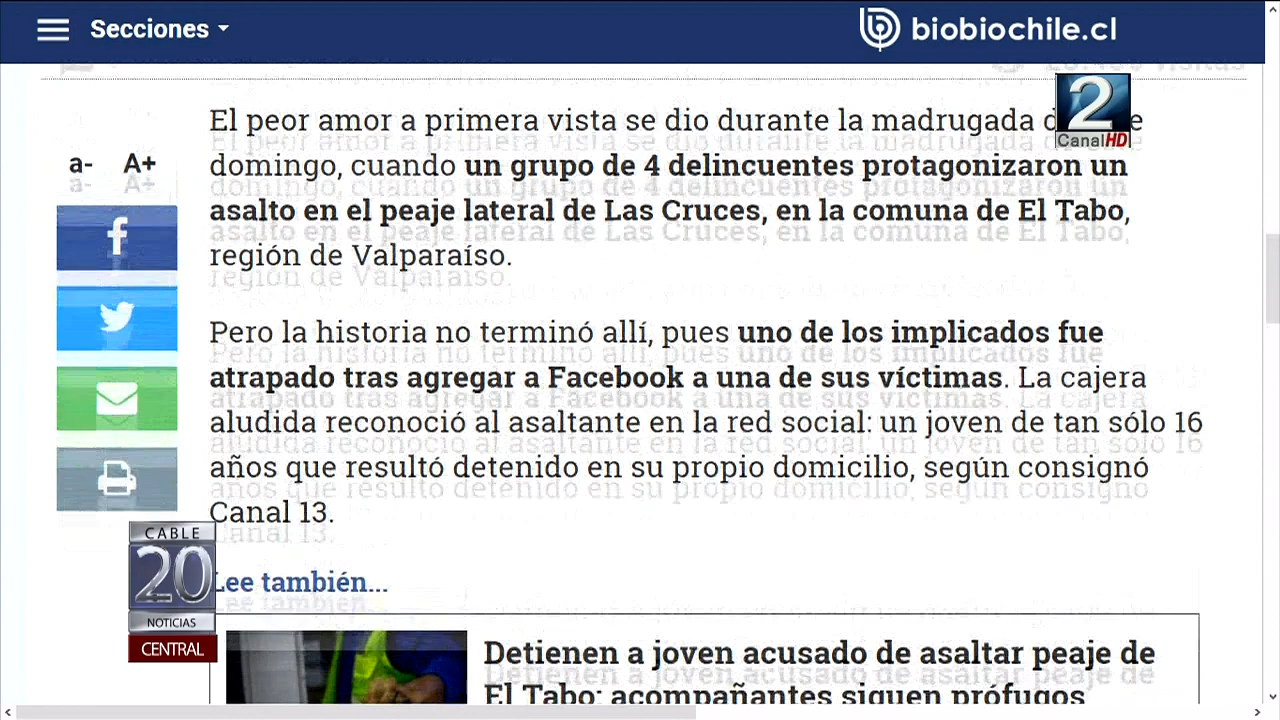 Secciones
biobiochile.cl
2
CanalHD
a- A+
El peor amor a primera vista se dio durante la madrugada
domingo, cuando un grupo de 4 delincuentes protagonizaron un
asalto en el peaje lateral de Las Cruces, en la comuna de El Tabo,
región de Valparaíso.
Pero la historia no terminó allí, pues uno de los implicados fue
atrapado tras agregar a Facebook a una de sus víctimas. La cajera
aludida reconoció al asaltante en la red social: un joven de tan sólo 16
años que resultó detenido en su propio domicilio, según consignó
Canal 13.
CABLE
20
NOTICIAS
CENTRAL
Lee también...
Detienen a joven acusado de asaltar peaje de
El Tabo: acompañantes siguen prófugos